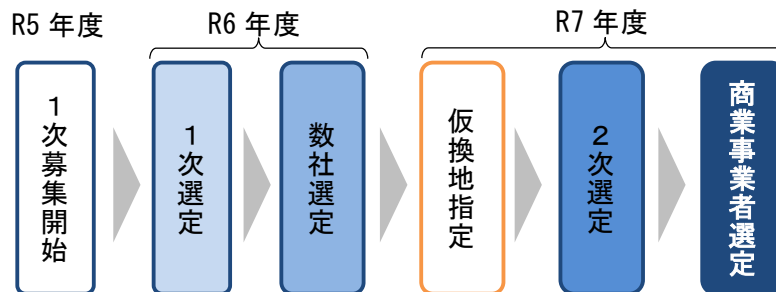 R5 年度
R6 年度
R7 年度
1次募集開始
1次選定
数社選定
仮換地指定
2次選定
商業事業者選定